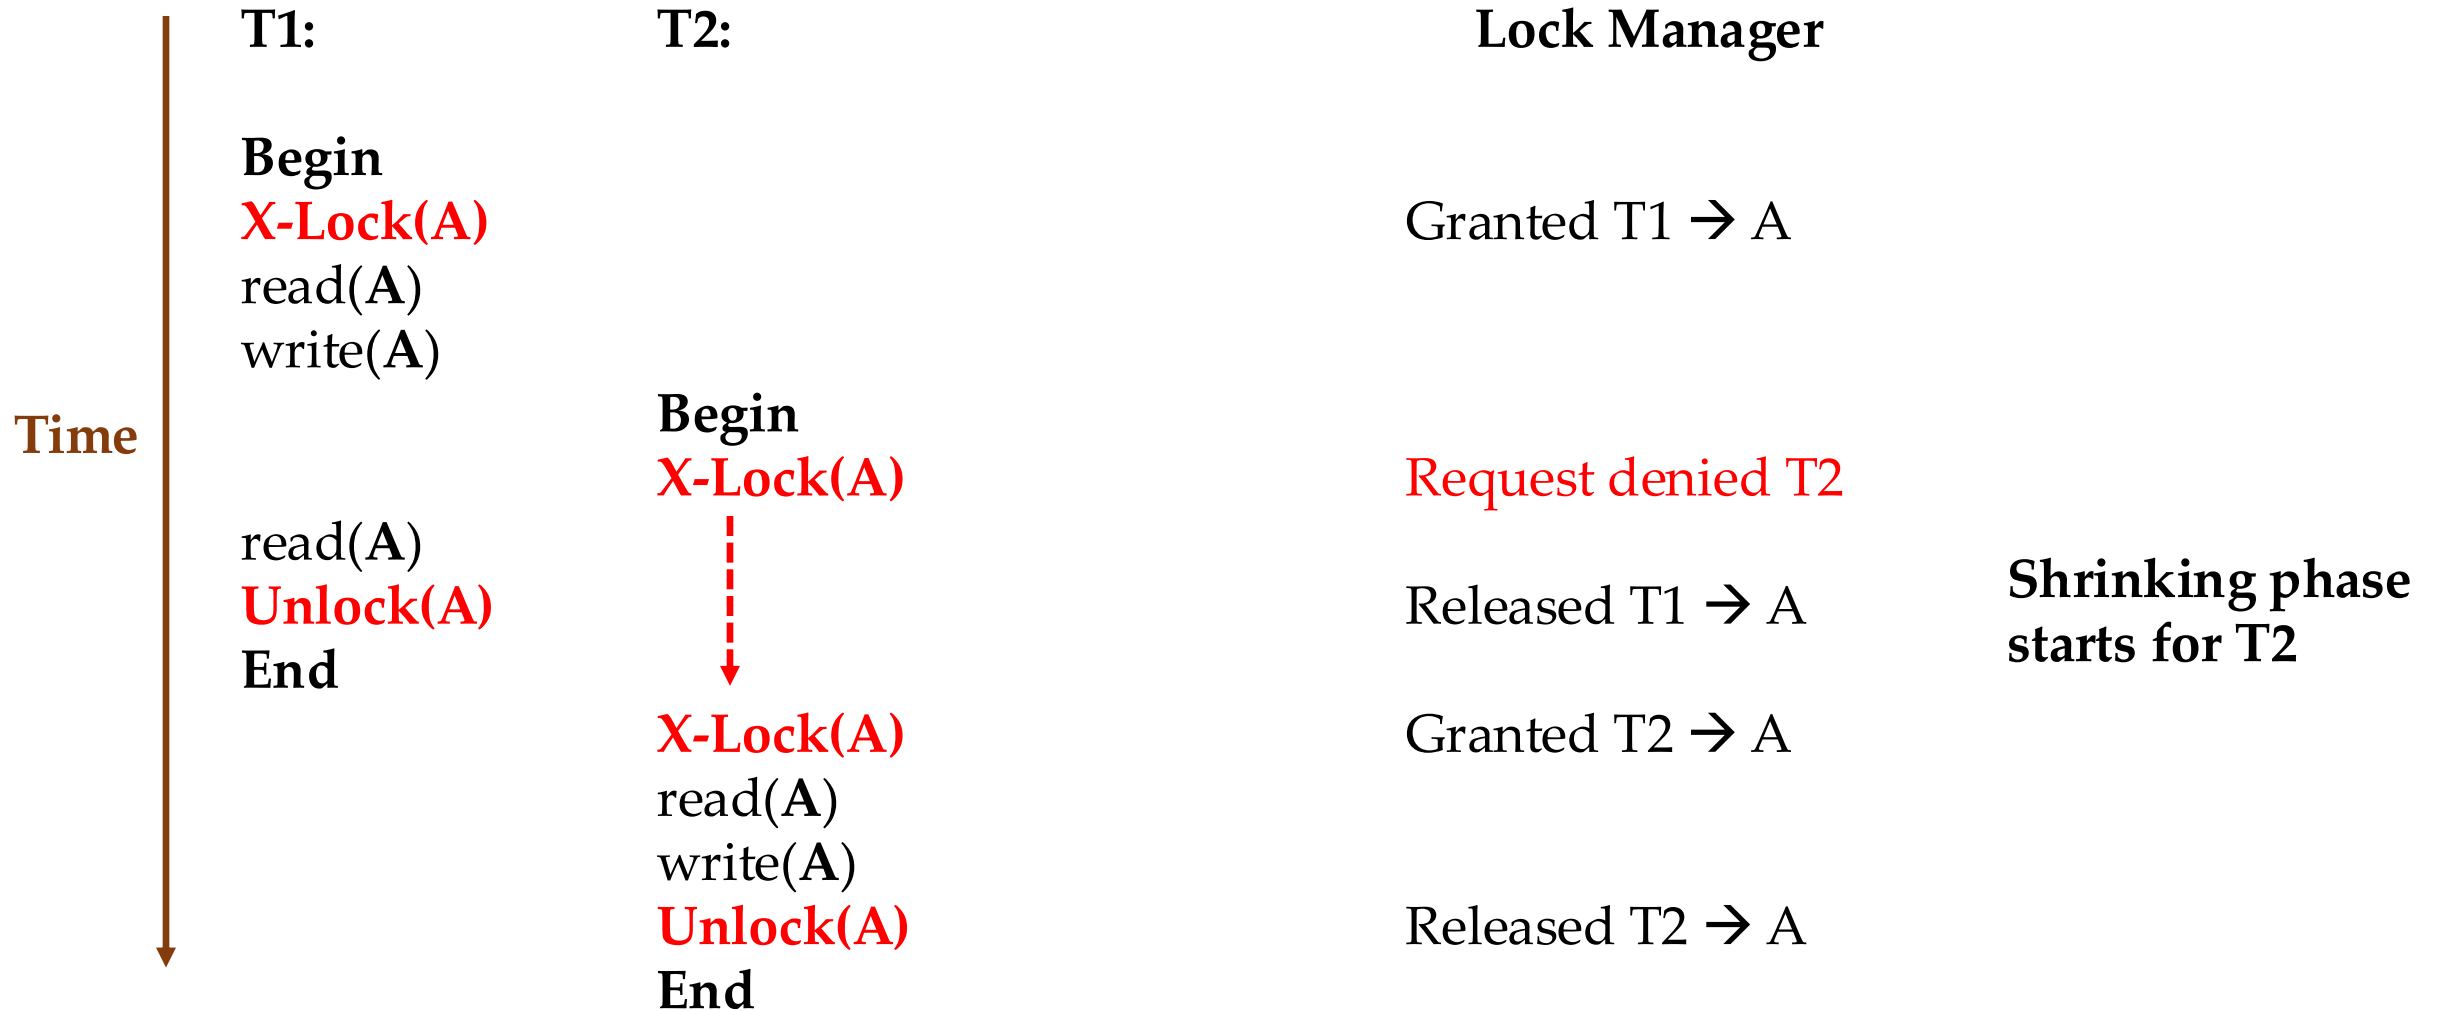 T1: T2: Lock Manager
Begin
X-Lock(A) Granted T1 → A
read(A)
write(A)
Begin
Time
X-Lock(A) Request denied T2
read(A)
Unlock(A) Released T1 → A
Shrinking phase
starts for T2
End
X-Lock(A) Granted T2 → A
read(A)
write(A)
Unlock(A) Released T2 → A
End